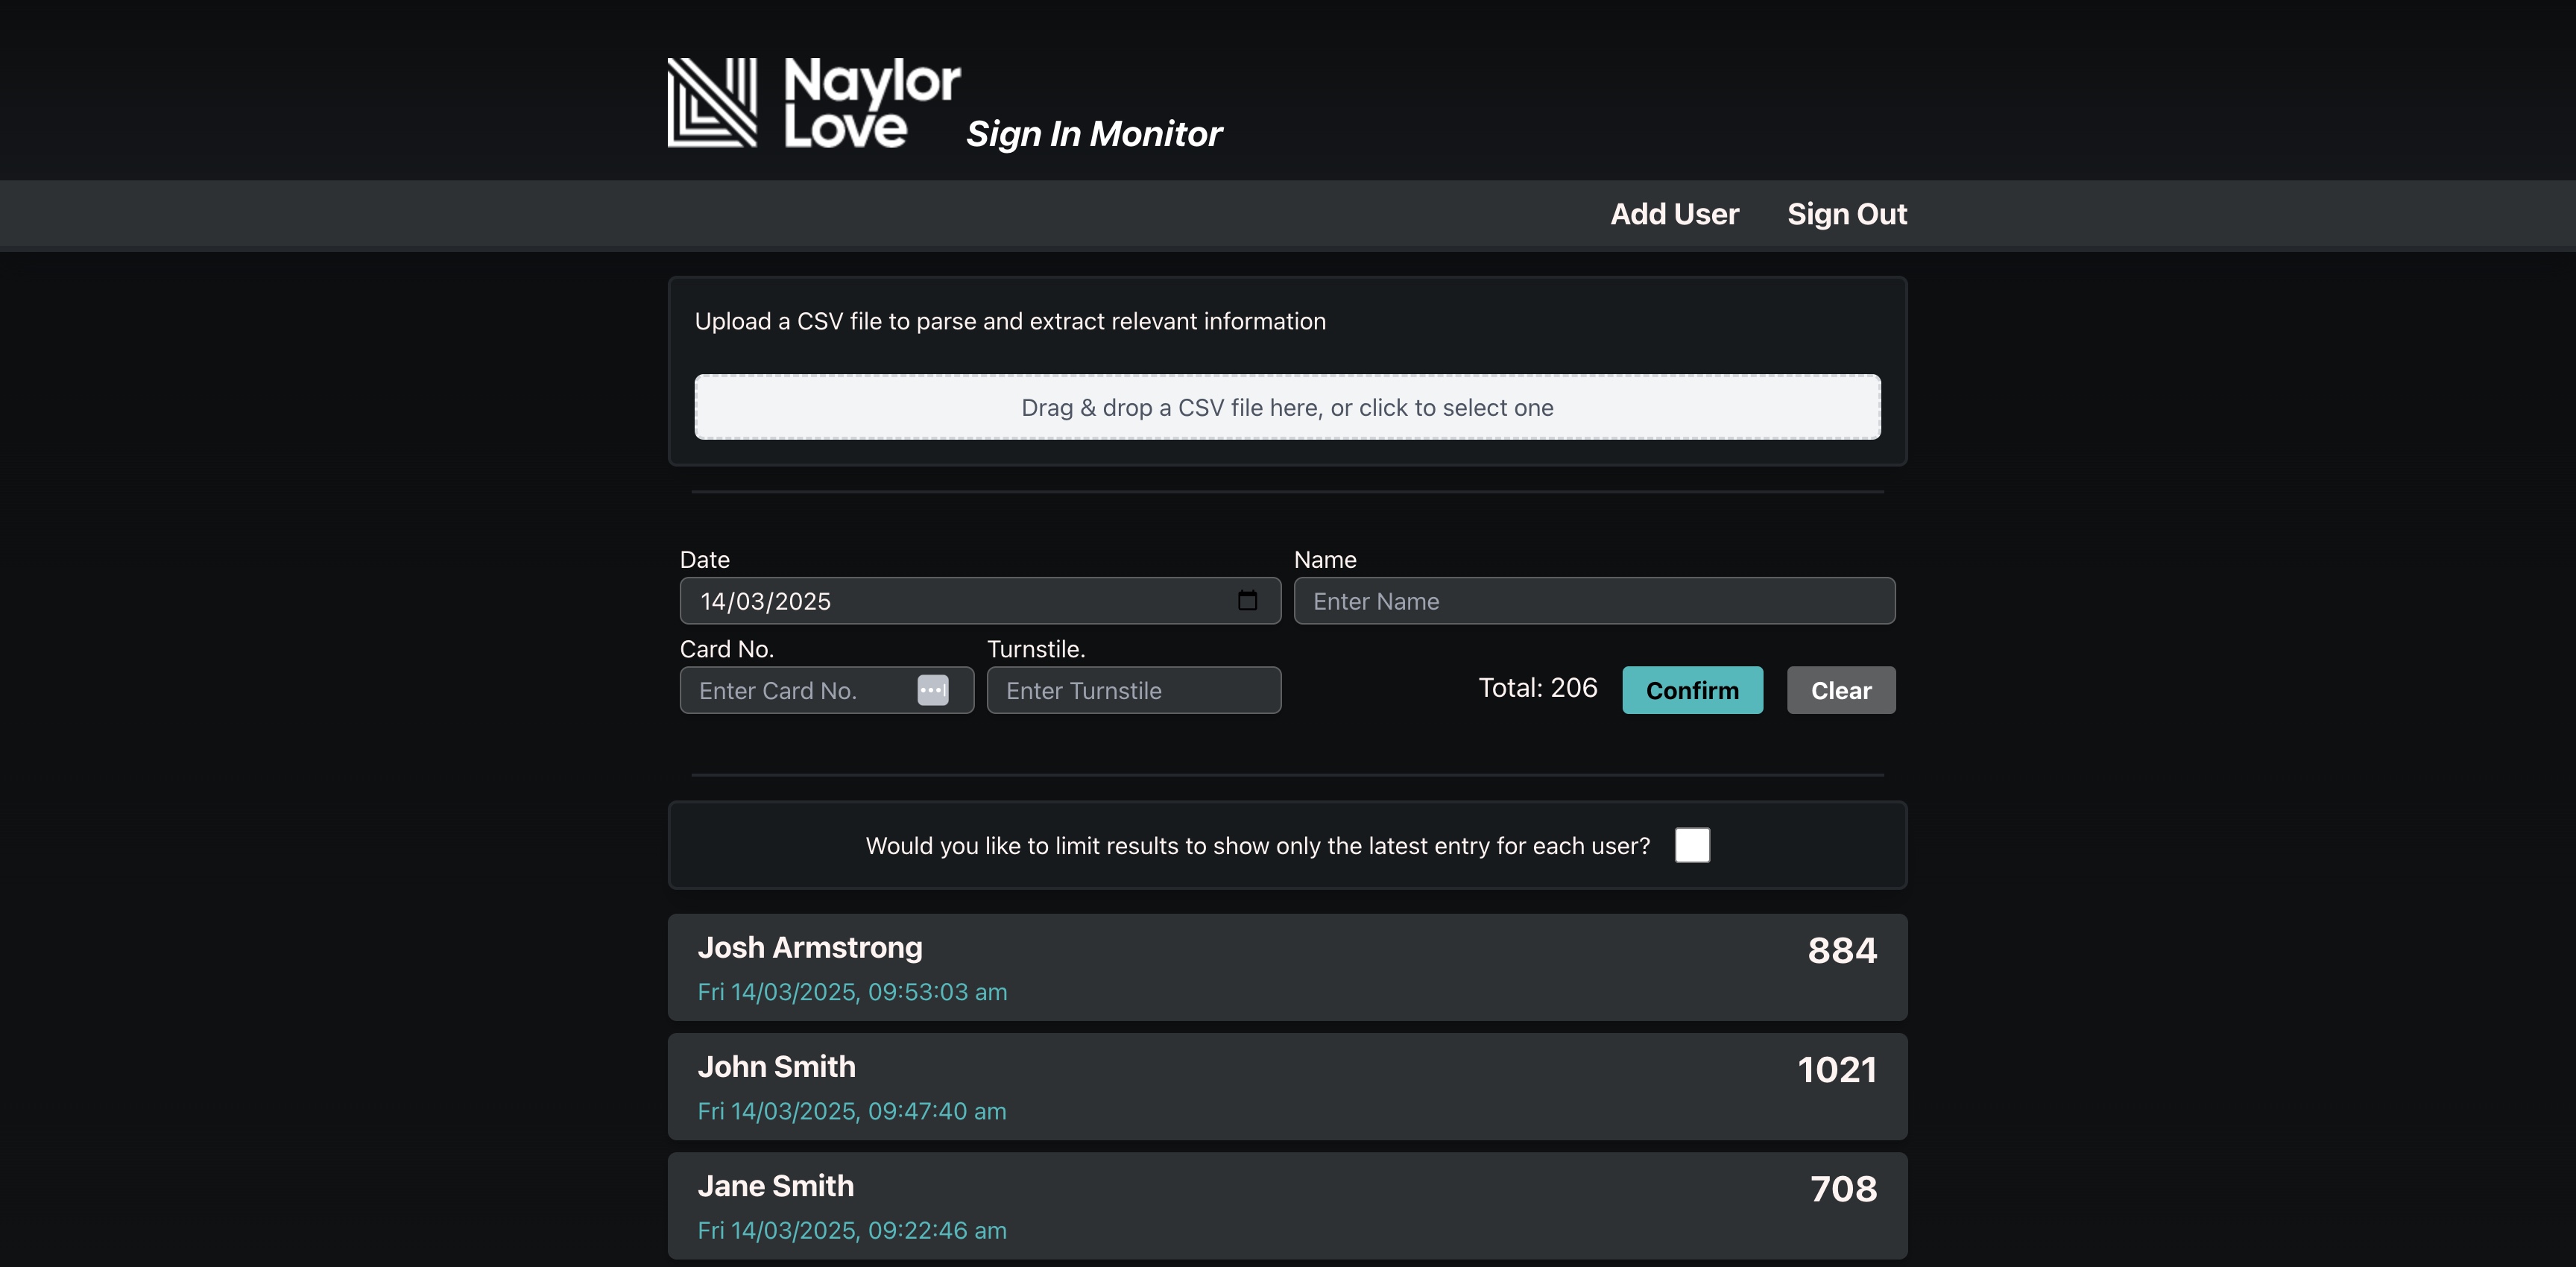 Naylor
Love
Sign In Monitor
Add User Sign Out
Upload a CSV file to parse and extract relevant information
Drag & drop a CSV file here, or click to select one
Date Name
14/03/2025 Enter Name
Card No. Turnstile.
Enter Card No. Enter Turnstile Total: 206 Confirm Clear
Would you like to limit results to show only the latest entry for each user?
Josh Armstrong 884
Fri 14/03/2025, 09:53:03 am
John Smith 1021
Fri 14/03/2025, 09:47:40 am
Jane Smith 708
Fri 14/03/2025, 09:22:46 am